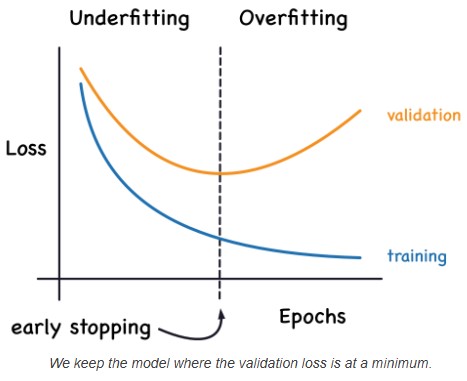 Underfitting Overfitting
validation
Loss
training
Epochs
early stopping
We keep the model where the validation loss is at a minimum.